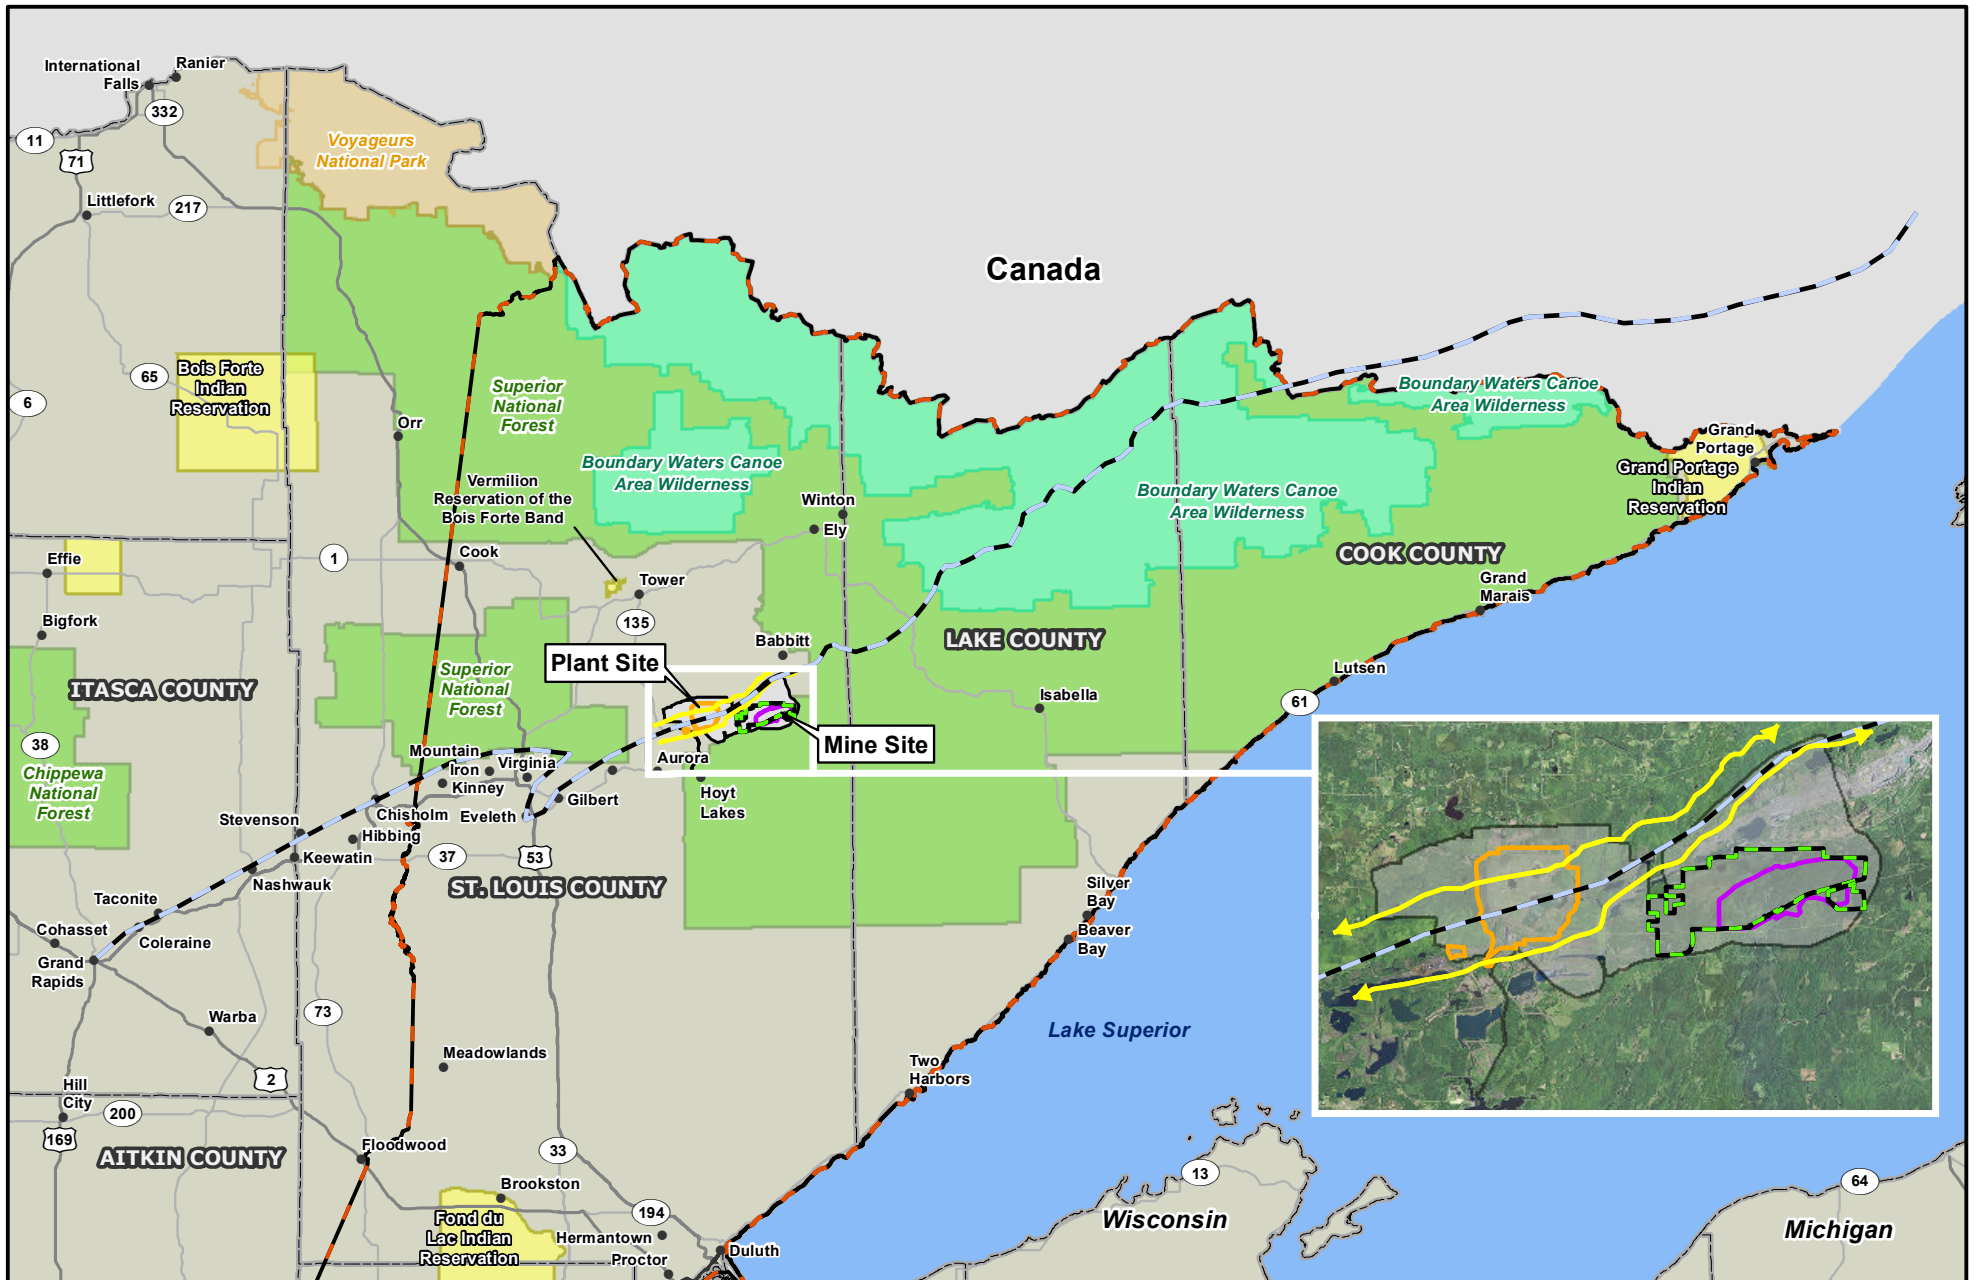 International
Falls
Ranier
332
11
71
Voyageurs
National Park
Littlefork
217
Canada
65
Bois Forte
Indian
Reservation
6
Superior
National
Forest
Orr
Boundary Waters Canoe
Area Wilderness
Grand
Portage
Grand Portage
Indian
Reservation
Boundary Waters Canoe
Area Wilderness
Vermilion
Reservation of the
Bois Forte Band
Winton
Ely
Boundary Waters Canoe
Area Wilderness
COOK COUNTY
Effie
1
Cook
Tower
Grand
Marais
Bigfork
135
Babbitt
LAKE COUNTY
Plant Site
Superior
National
Forest
ITASCA COUNTY
Lutsen
Isabella
61
38
Chippewa
National
Forest
Mine Site
Mountain
Iron
Virginia
Kinney
Aurora
Hoyt
Lakes
Gilbert
Eveleth
Chisholm
Stevenson
Hibbing
Keewatin
37
53
Nashwauk
ST. LOUIS COUNTY
Silver
Bay
Taconite
Beaver
Bay
Cohasset
Coleraine
Grand
Rapids
73
Warba
Lake Superior
Meadowlands
Two
Harbors
2
Hill
City
200
169
AITKIN COUNTY
Floodwood
33
13
64
Brookston
194
Wisconsin
Michigan
Fond du
Lac Indian
Reservation
Hermantown
Duluth
Proctor